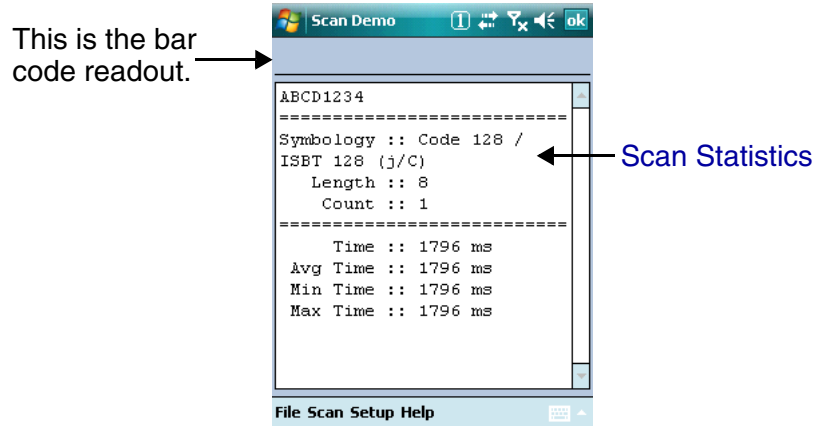 Scan Demo 1 ok
This is the bar
code readout.
ABCD1234
===========================
Symbology :: Code 128 /
ISBT 128 (j/C)
Length :: 8
Count :: 1
===========================
Time :: 1796 ms
Avg Time :: 1796 ms
Min Time :: 1796 ms
Max Time :: 1796 ms
Scan Statistics
File Scan Setup Help